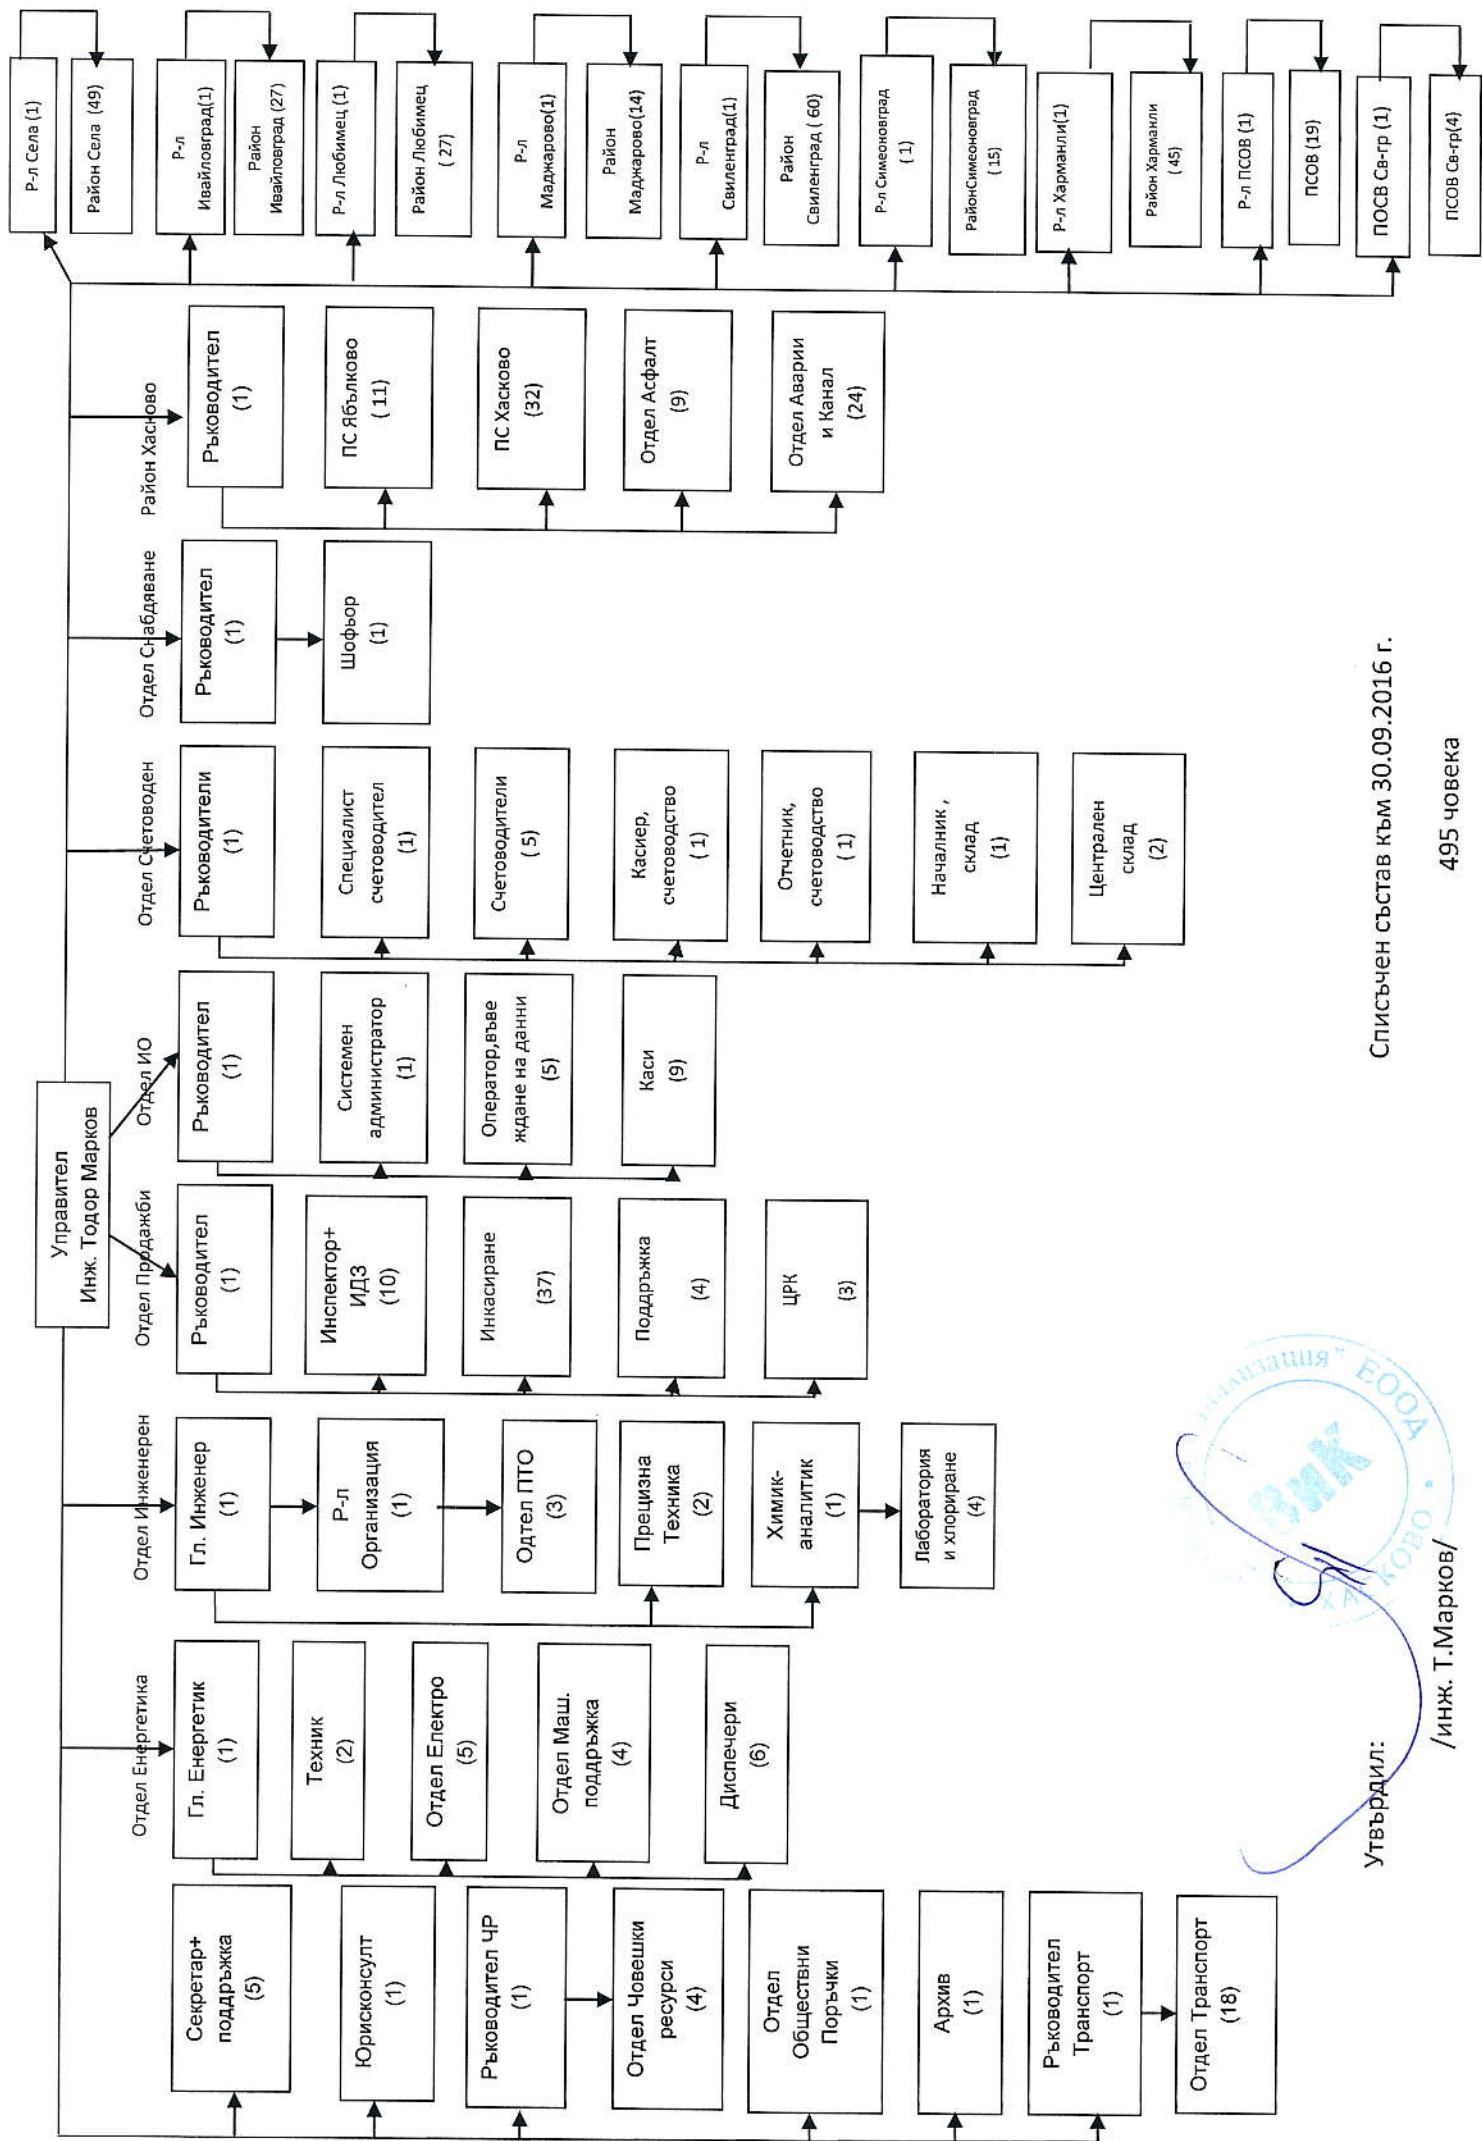 Управител
Инж. Тодор Марков
Секретар+
поддръжка
(5)
Юрисконсулт
(1)
Ръководител ЧР
(1)
Отдел Човешки
ресурси
(4)
Отдел
Обществени
Поръчки
(1)
Архив
(1)
Ръководител
Транспорт
(1)
Отдел Транспорт
(18)
Отдел Енергетика
Гл. Енергетик
(1)
Техник
(2)
Отдел Електро
(5)
Отдел Маш.
поддръжка
(4)
Диспечери
(6)
Отдел Инженерен
Гл. Инженер
(1)
Р-л
Организация
(1)
Одтел ПТО
(3)
Прецизна
Техника
(2)
Химик-
аналитик
(1)
Лаборатория
и хлориране
(4)
Отдел Продажби
Ръководител
(1)
Инспектор+
ИДЗ
(10)
Инкасиране
(37)
Поддръжка
(4)
ЦРК
(3)
Отдел ИО
Ръководител
(1)
Системен
администратор
(1)
Оператор,въве
ждане на данни
(5)
Каси
(9)
Отдел Счетоводен
Ръководители
(1)
Специалист
счетоводител
(1)
Счетоводители
( 5)
Касиер,
счетоводство
( 1)
Отчетник,
счетоводство
( 1)
Началник ,
склад
(1)
Централен
склад
(2)
Отдел Снабдяване
Ръководител
(1)
Шофьор
(1)
Район Хасково
Ръководител
(1)
ПС Ябълково
( 11)
ПС Хасково
(32)
Отдел Асфалт
(9)
Отдел Аварии
и Канал
(24)
Р-л Села (1)
Район Села (49)
Р-л
Ивайловград(1)
Район
Ивайловград (27)
Р-л Любимец (1)
Район Любимец
( 27)
Р-л
Маджарово(1)
Район
Маджарово(14)
Р-л
Свиленград(1)
Район
Свиленград ( 60)
Р-л Симеоновград
( 1)
РайонСимеоновград
( 15)
Р-л Харманли(1)
Район Харманли
( 45)
Р-л ПСОВ (1)
ПСОВ (19)
ПОСВ Св-гр (1)
ПСОВ Св-гр(4)
Списъчен състав към 30.09.2016 г.
495 човека
Утвърдил:
/инж. Т.Марков/
ЕООД
ВиК